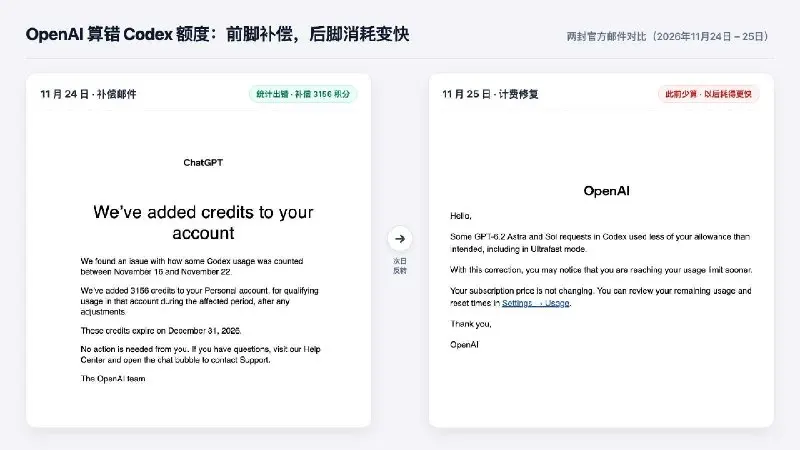 OpenAI 算错 Codex 额度：前脚补偿，后脚消耗变快
两封官方邮件对比（2026年11月24日 – 25日）
11 月 24 日 · 补偿邮件
统计出错 · 补偿 3156 积分
ChatGPT
We've added credits to your
account
We found an issue with how some Codex usage was counted
between November 16 and November 22.
We've added 3156 credits to your Personal account, for qualifying
usage in that account during the affected period, after any
adjustments.
These credits expire on December 31, 2026.
No action is needed from you. If you have questions, visit our Help
Center and open the chat bubble to contact Support.
The OpenAI team
→
次日
反转
11 月 25 日 · 计费修复
此前少算 · 以后耗得更快
OpenAI
Hello,
Some GPT-6.2 Astra and Sol requests in Codex used less of your allowance than
intended, including in Ultrafast mode.
With this correction, you may notice that you are reaching your usage limit sooner.
Your subscription price is not changing. You can review your remaining usage and
reset times in Settings → Usage.
Thank you,
OpenAI